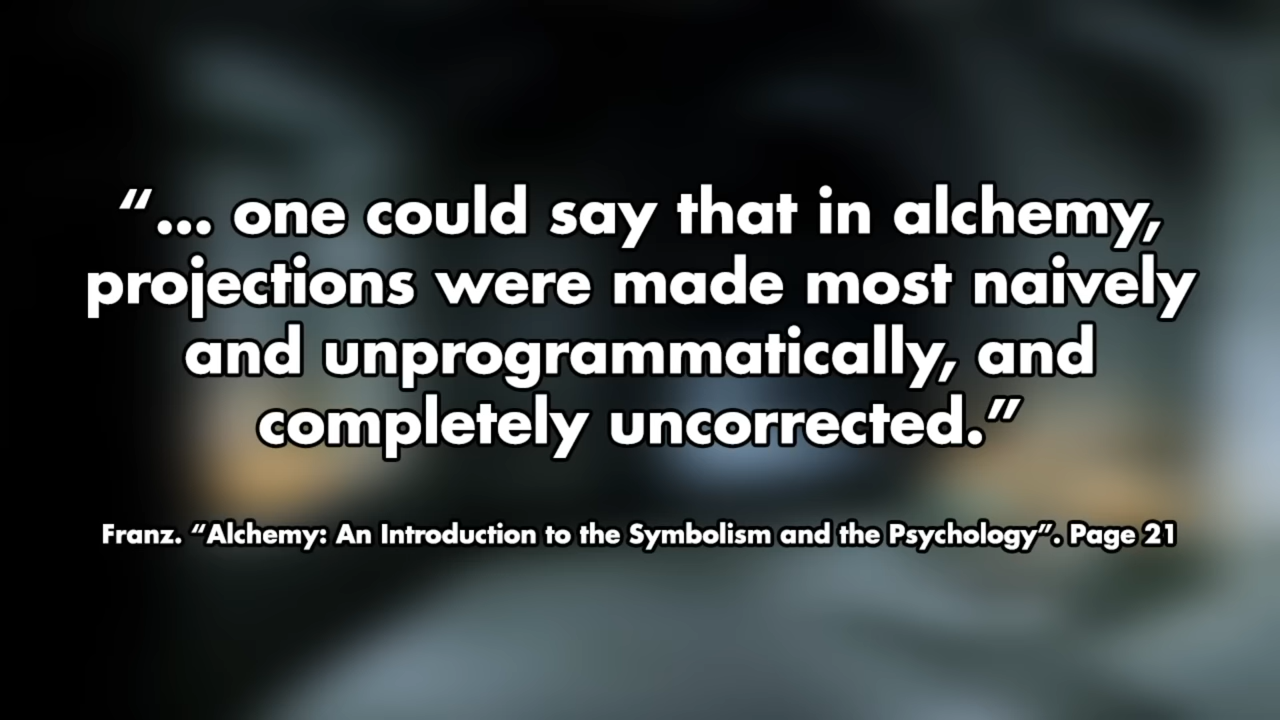 “... one could say that in alchemy,
projections were made most naively
and unprogrammatically, and
completely uncorrected.”
Franz. “Alchemy: An Introduction to the Symbolism and the Psychology”. Page 21